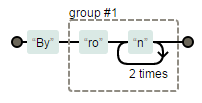 group #1
“By” “ro” “n”
2 times